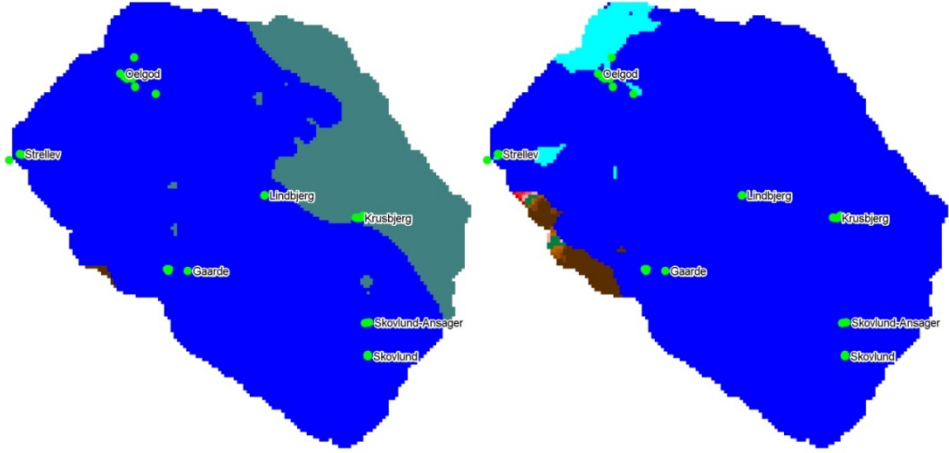 Oelgod
Strellev
Lindbjerg
Krusbjerg
Gaarde
Skovlund-Ansager
Skovlund
Oelgod
Strellev
Lindbjerg
Krusbjerg
Gaarde
Skovlund-Ansager
Skovlund